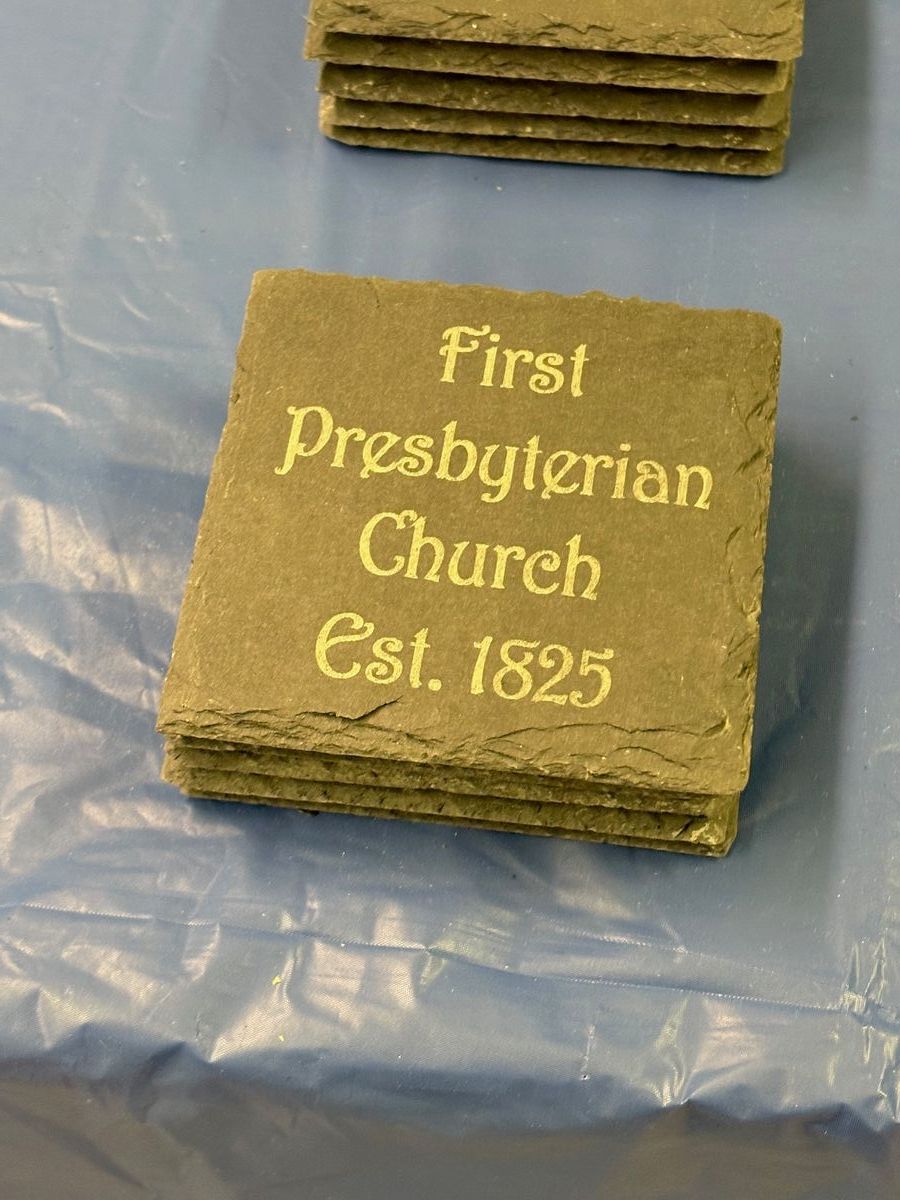 First
Presbyterian
Church
Est. 1825